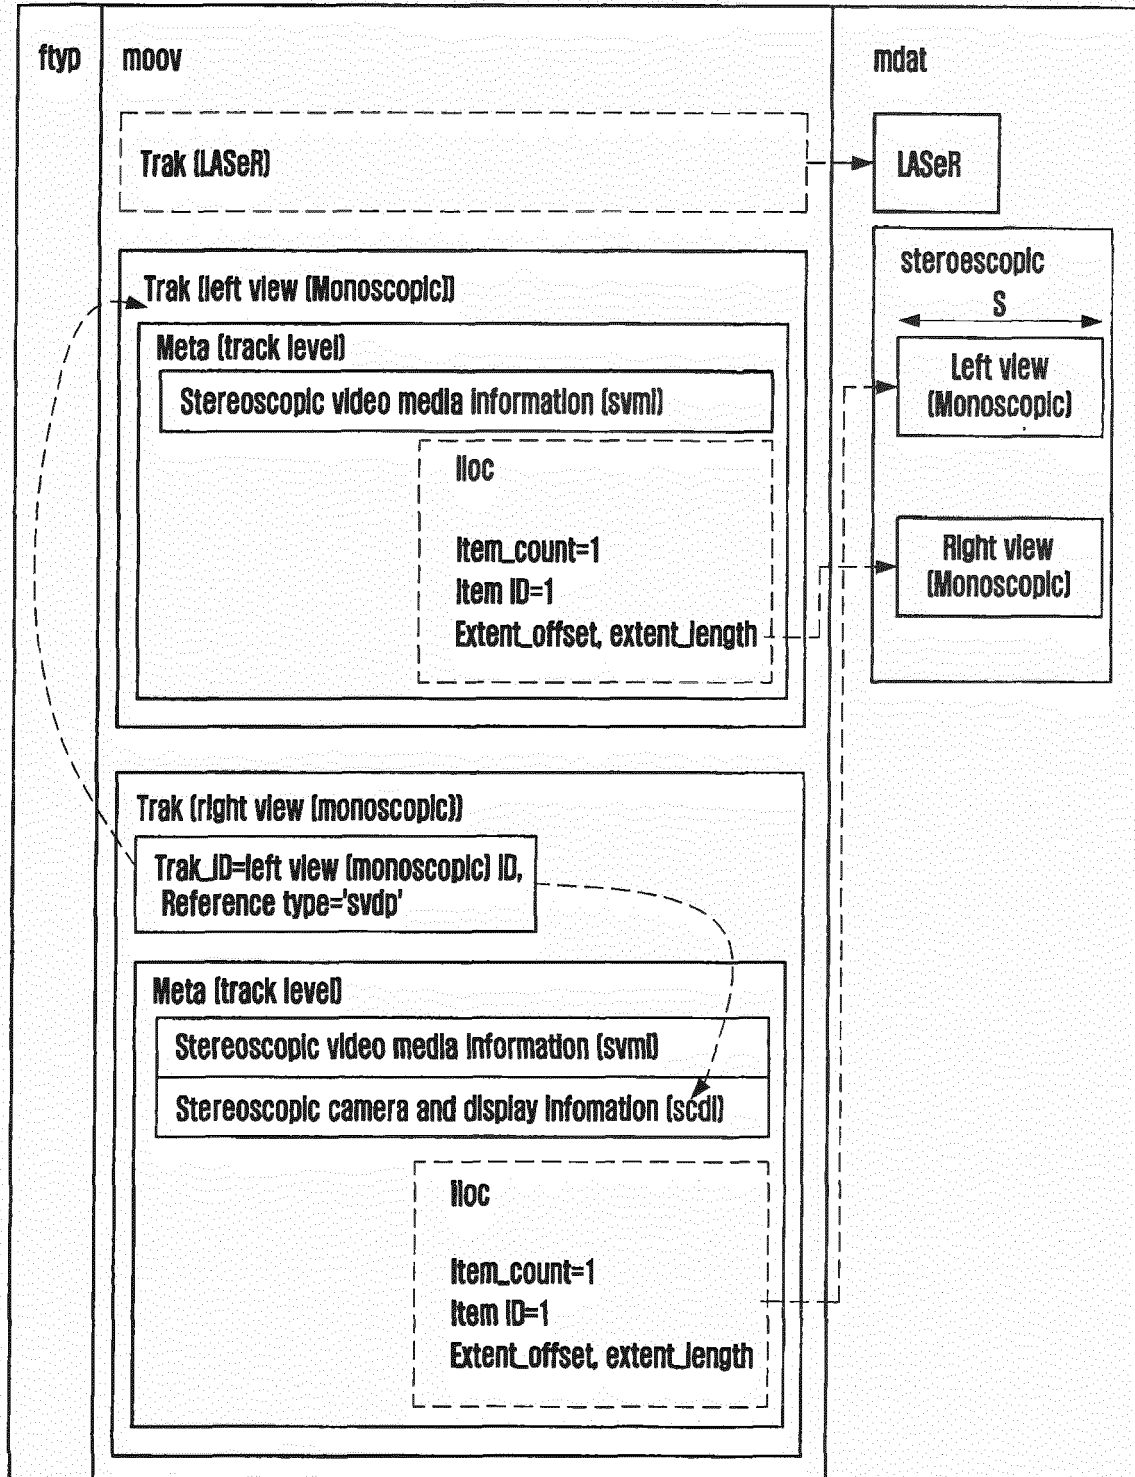 ftyp
moov
mdat
Trak (LASeR)
LASeR
Trak (left view (Monoscopic))
Meta (track level)
Stereoscopic video media information (svmi)
iloc
Item_count=1
Item ID=1
Extent_offset, extent_length
steroescopic
S
Left view
(Monoscopic)
Right view
(Monoscopic)
Trak (right view (monoscopic))
Trak_ID=left view (monoscopic) ID,
Reference type='svdp'
Meta (track level)
Stereoscopic video media information (svmi)
Stereoscopic camera and display infomation (scdi)
iloc
Item_count=1
Item ID=1
Extent_offset, extent_length